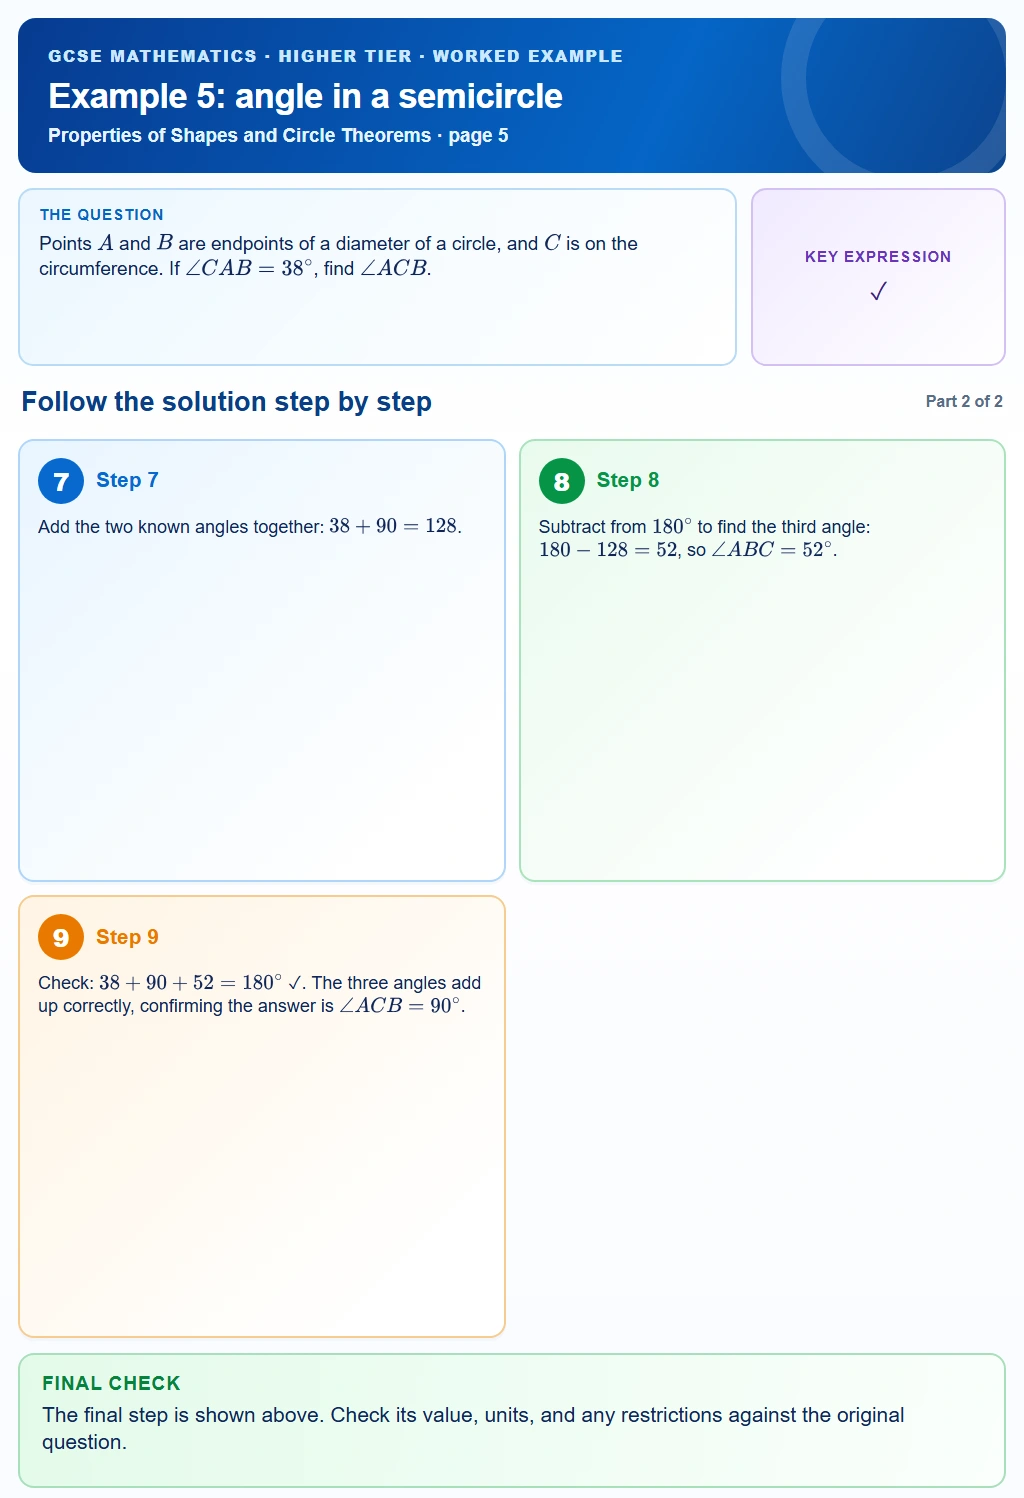 GCSE MATHEMATICS · HIGHER TIER · WORKED EXAMPLE
Example 5: angle in a semicircle
Properties of Shapes and Circle Theorems · page 5
THE QUESTION
Points A and B are endpoints of a diameter of a circle, and C is on the
circumference. If ∠CAB = 38°, find ∠ACB.
KEY EXPRESSION
✓
Follow the solution step by step
Part 2 of 2
7 Step 7
Add the two known angles together: 38 + 90 = 128.
8 Step 8
Subtract from 180° to find the third angle:
180 − 128 = 52, so ∠ABC = 52°.
9 Step 9
Check: 38 + 90 + 52 = 180° ✓. The three angles add
up correctly, confirming the answer is ∠ACB = 90°.
FINAL CHECK
The final step is shown above. Check its value, units, and any restrictions against the original
question.